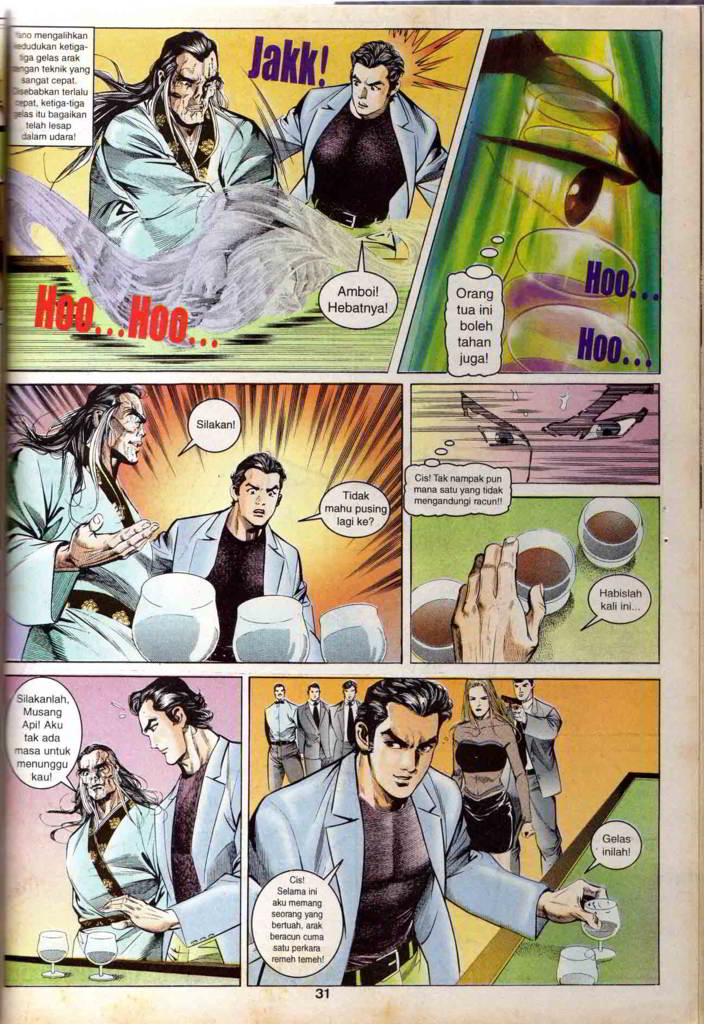 Yano mengalihkan
kedudukan ketiga-
tiga gelas arak
dengan teknik yang
sangat cepat.
Disebabkan terlalu
cepat, ketiga-tiga
gelas itu bagaikan
telah lesap
dalam udara!
Jakk!
Amboi!
Hebatnya!
Hoo...Hoo...
Orang
tua ini
boleh
tahan
juga!
Hoo...
Hoo...
Silakan!
Tidak
mahu pusing
lagi ke?
Cis! Tak nampak pun
mana satu yang tidak
mengandungi racun!!
Habislah
kali ini...
Silakanlah,
Musang
Api! Aku
tak ada
masa untuk
menunggu
kau!
Cis!
Selama ini
aku memang
seorang yang
bertuah, arak
beracun cuma
satu perkara
remeh temeh!
Gelas
inilah!
31